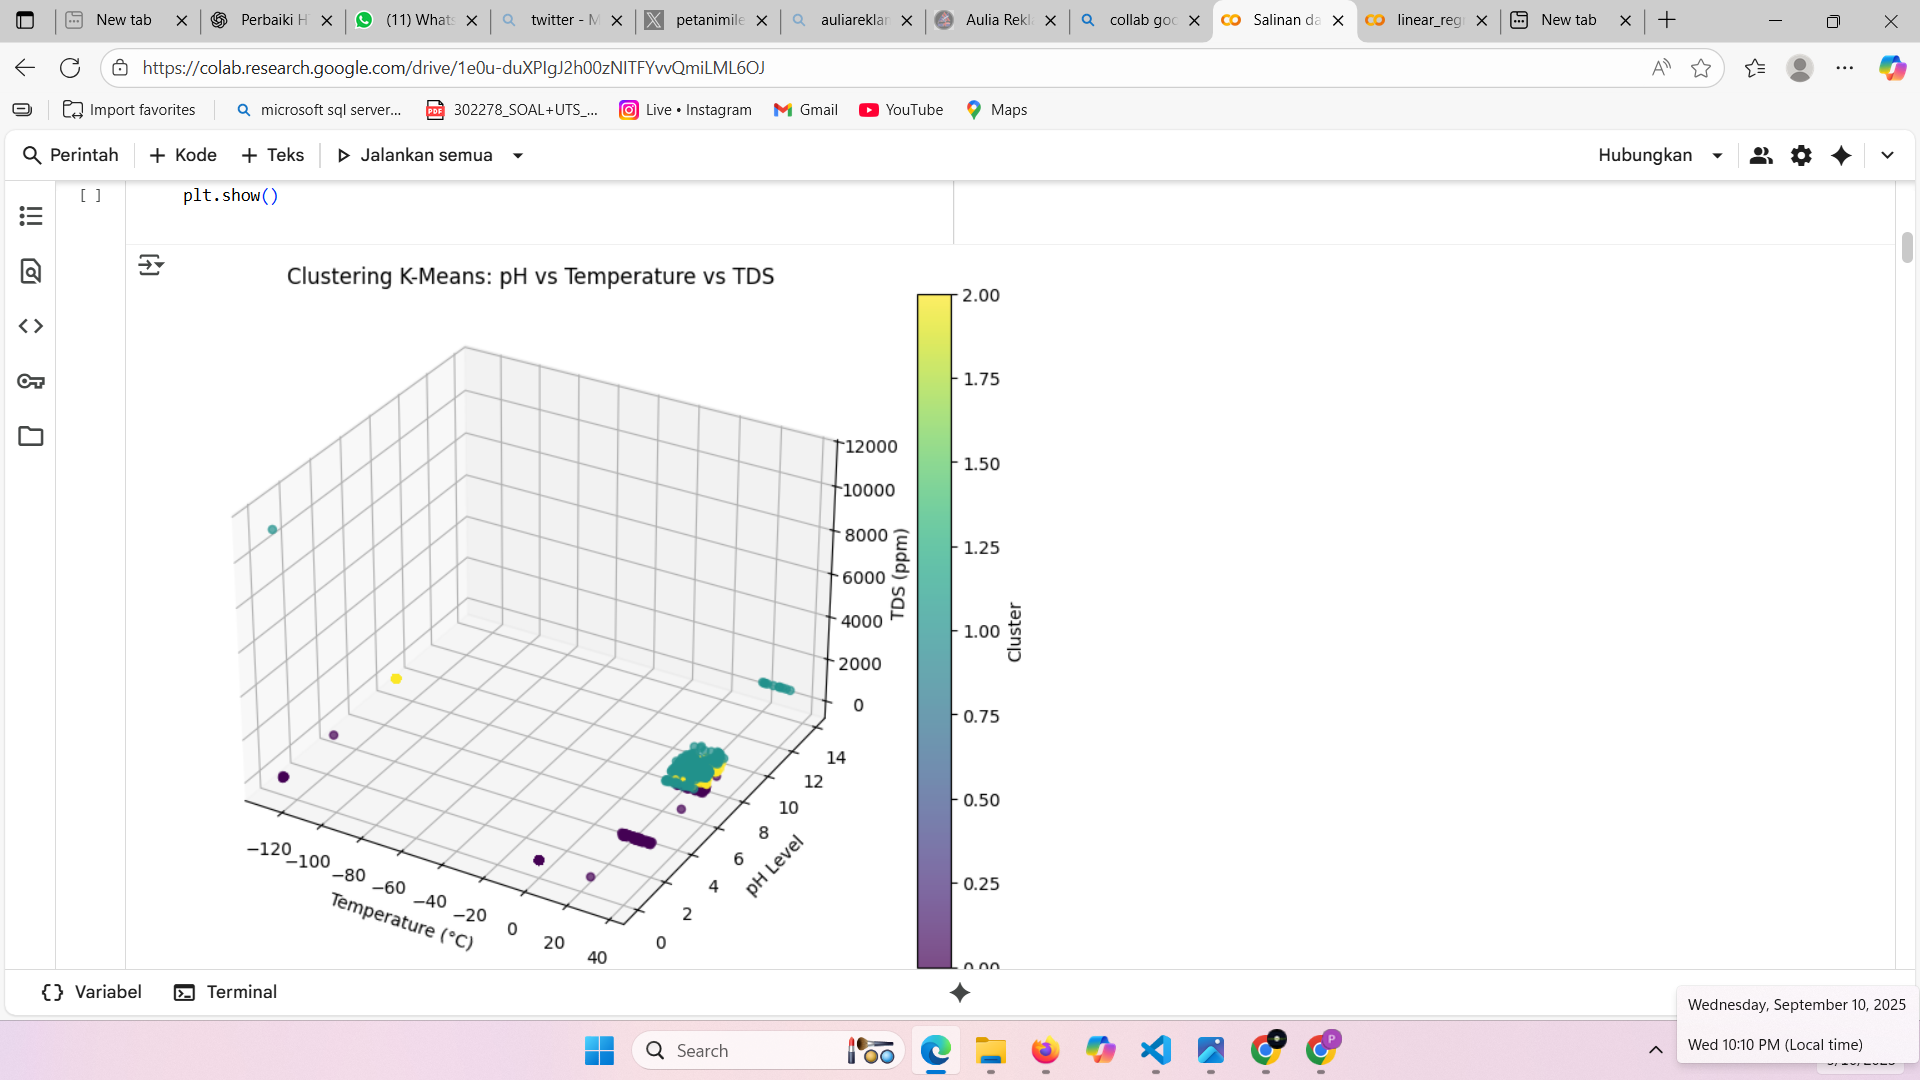 New tab
Perbaiki H
(11) Whats
twitter - M
petanimile
auliareklar
Aulia Rekla
collab goo
Salinan da
linear_regr
New tab
https://colab.research.google.com/drive/1e0u-duXPIgJ2h00zNITFYvvQmiLML6OJ
Import favorites
microsoft sql server...
302278_SOAL+UTS_...
Live • Instagram
Gmail
YouTube
Maps
Perintah
+ Kode
+ Teks
Jalankan semua
Hubungkan
[ ]
plt.show()
Clustering K-Means: pH vs Temperature vs TDS
2.00
1.75
1.50
1.25
1.00
0.75
0.50
0.25
0.00
Cluster
12000
10000
8000
6000
4000
2000
0
TDS (ppm)
14
12
10
8
6
4
2
0
pH Level
−120
−100
−80
−60
−40
−20
0
20
40
Temperature (°C)
Variabel
Terminal
Wednesday, September 10, 2025
Wed 10:10 PM (Local time)
Search